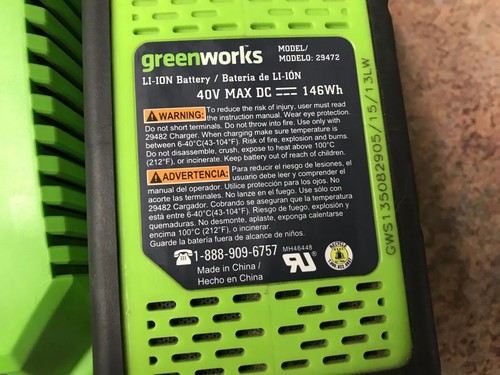 greenworks™
MODEL/
MODELO: 29472
LI-ION Battery / Batería de LI-IÓN
40V MAX DC 146Wh
WARNING: To reduce the risk of injury, user must read
the instruction manual. Wear eye protection.
Do not short terminals. Do not throw into fire. Use only with
29482 Charger. When charging make sure temperature is
between 6-40°C(43-104°F). Risk of fire, explosion and burns.
Do not disassemble, crush, expose to heat above 100°C
(212°F), or incinerate. Keep battery out of reach of children.
ADVERTENCIA: Para reducir el riesgo de lesiones, el
usuario debe leer y comprender el
manual del operador. Utilice protección para los ojos. No
acorte las terminales. No lance en el fuego. Use sólo con
29482 Cargador. Cobrando se aseguran que la temperatura
está entre 6-40°C(43-104°F). Riesgo de fuego, explosión y
quemaduras. No desmonte, aplaste, exponga calentarse
encima 100°C (212°F), o incinerar.
Guarde la batería fuera de alcance de niños.
1-888-909-6757 MH46448
Made in China /
Hecho en China
GWS135082905/15/13LW